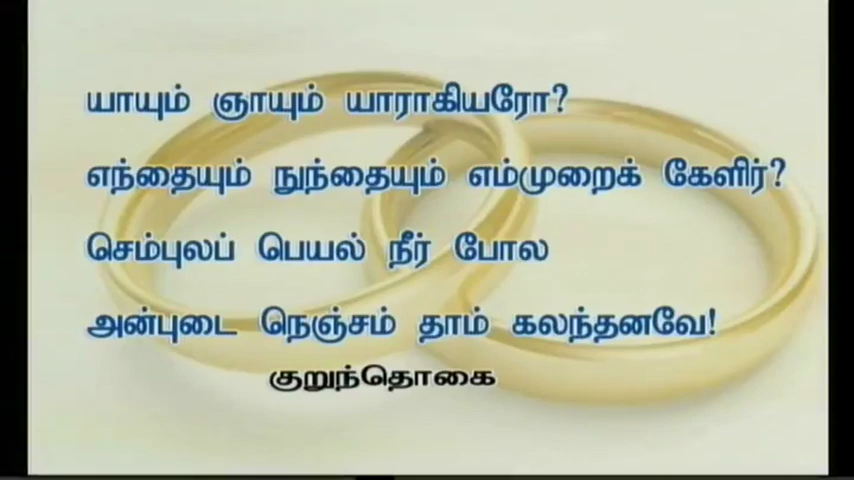 யாயும் ஞாயும் யாராகியரோ?
எந்தையும் நுந்தையும் எம்முறைக் கேளிர்?
செம்புலப் பெயல் நீர் போல
அன்புடை நெஞ்சம் தாம் கலந்தனவே!
குறுந்தொகை